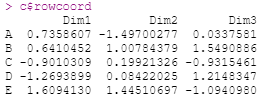 > c$rowcoord
        Dim1        Dim2       Dim3
A  0.7358607 -1.49700277  0.0337581
B  0.6410452  1.00784379  1.5490886
C -0.9010309  0.19921326 -0.9315461
D -1.2693899  0.08422025  1.2148347
E  1.6094130  1.44510697 -1.0940980